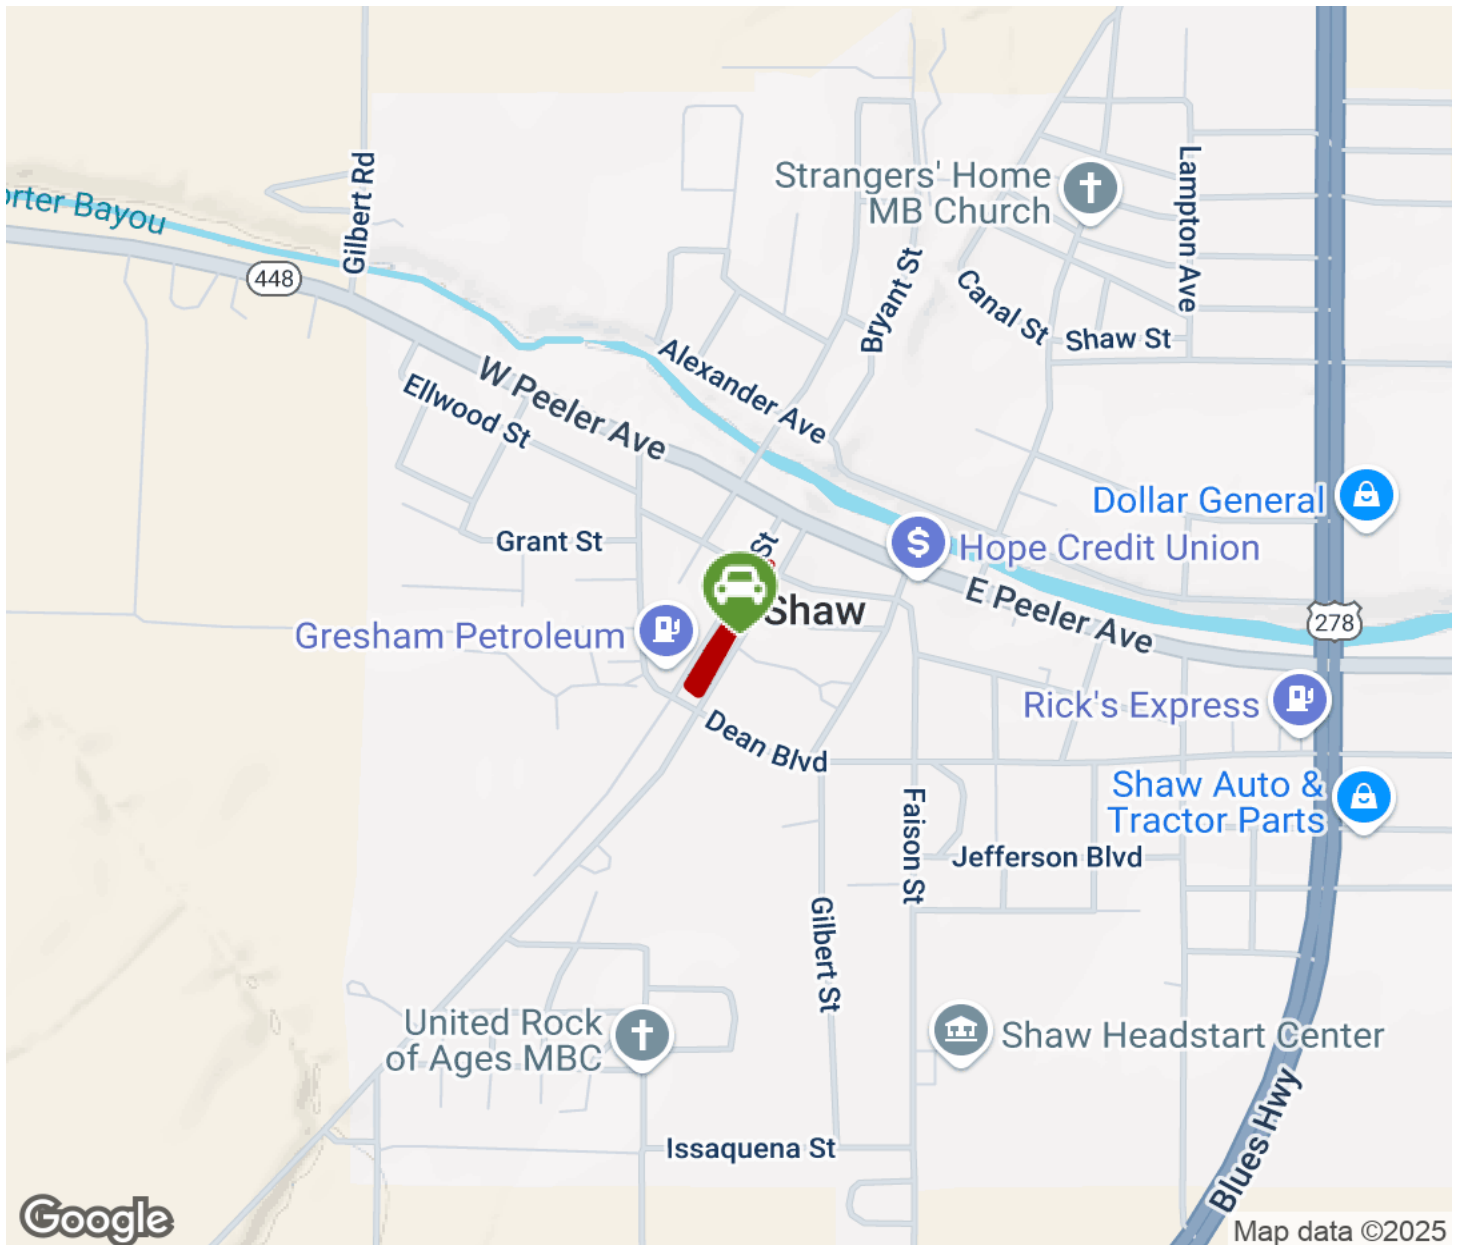 Strangers' Home
MB Church
Gilbert Rd
Lampton Ave
orter Bayou
448
Bryant St
Canal St
Shaw St
Alexander Ave
W Peeler Ave
Ellwood St
Dollar General
Grant St
St
Hope Credit Union
E Peeler Ave
Shaw
278
Gresham Petroleum
Rick's Express
Dean Blvd
Shaw Auto &
Tractor Parts
Faison St
Jefferson Blvd
Gilbert St
United Rock
of Ages MBC
Shaw Headstart Center
Issaquena St
Blues Hwy
Google
Map data ©2025